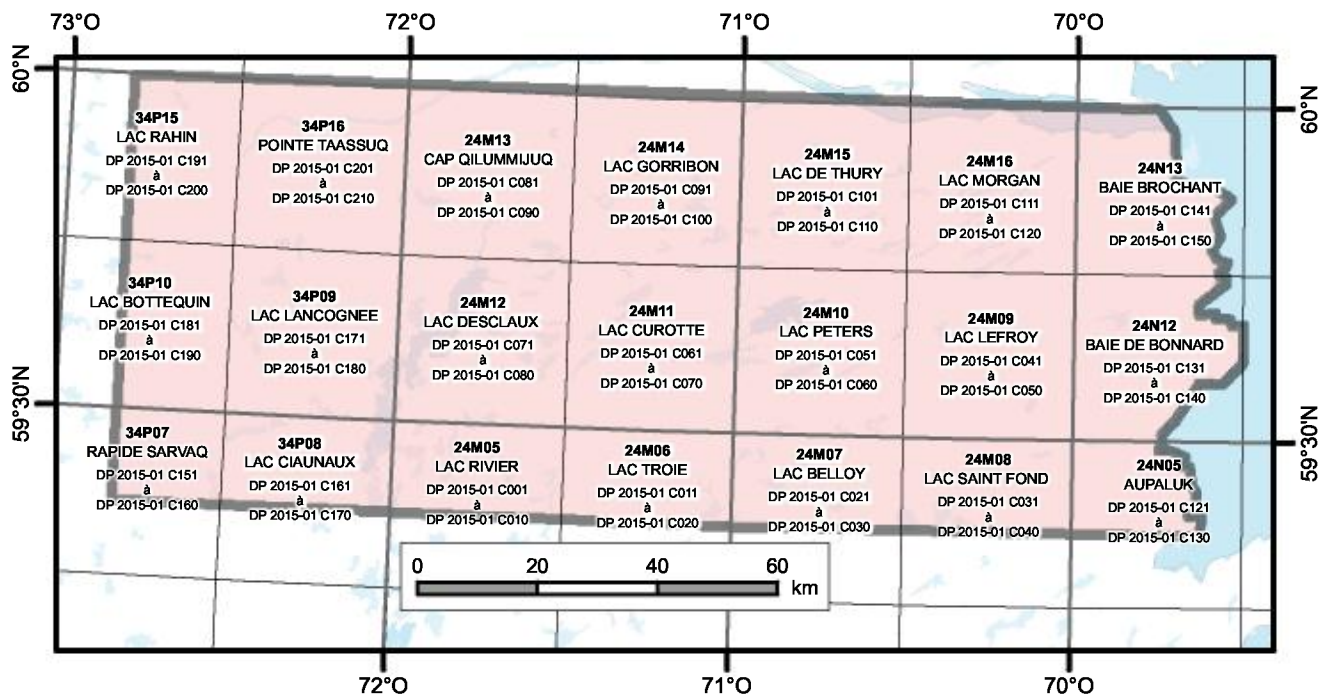 73°O
72°O
71°O
70°O
60°N
60°N
34P15
LAC RAHIN
DP 2015-01 C191
à
DP 2015-01 C200
34P16
POINTE TAASSUQ
DP 2015-01 C201
à
DP 2015-01 C210
24M13
CAP QILUMMIJUQ
DP 2015-01 C081
à
DP 2015-01 C090
24M14
LAC GORRIBON
DP 2015-01 C091
à
DP 2015-01 C100
24M15
LAC DE THURY
DP 2015-01 C101
à
DP 2015-01 C110
24M16
LAC MORGAN
DP 2015-01 C111
à
DP 2015-01 C120
24N13
BAIE BROCHANT
DP 2015-01 C141
à
DP 2015-01 C150
34P10
LAC BOTTEQUIN
DP 2015-01 C181
à
DP 2015-01 C190
34P09
LAC LANCOGNEE
DP 2015-01 C171
à
DP 2015-01 C180
24M12
LAC DESCLAUX
DP 2015-01 C071
à
DP 2015-01 C080
24M11
LAC CUROTTE
DP 2015-01 C061
à
DP 2015-01 C070
24M10
LAC PETERS
DP 2015-01 C051
à
DP 2015-01 C060
24M09
LAC LEFROY
DP 2015-01 C041
à
DP 2015-01 C050
24N12
BAIE DE BONNARD
DP 2015-01 C131
à
DP 2015-01 C140
59°30'N
59°30'N
34P07
RAPIDE SARVAQ
DP 2015-01 C151
à
DP 2015-01 C160
34P08
LAC CIAUNAUX
DP 2015-01 C161
à
DP 2015-01 C170
24M05
LAC RIVIER
DP 2015-01 C001
à
DP 2015-01 C010
24M06
LAC TROIE
DP 2015-01 C011
à
DP 2015-01 C020
24M07
LAC BELLOY
DP 2015-01 C021
à
DP 2015-01 C030
24M08
LAC SAINT FOND
DP 2015-01 C031
à
DP 2015-01 C040
24N05
AUPALUK
DP 2015-01 C121
à
DP 2015-01 C130
0 20 40 60
km
72°O
71°O
70°O